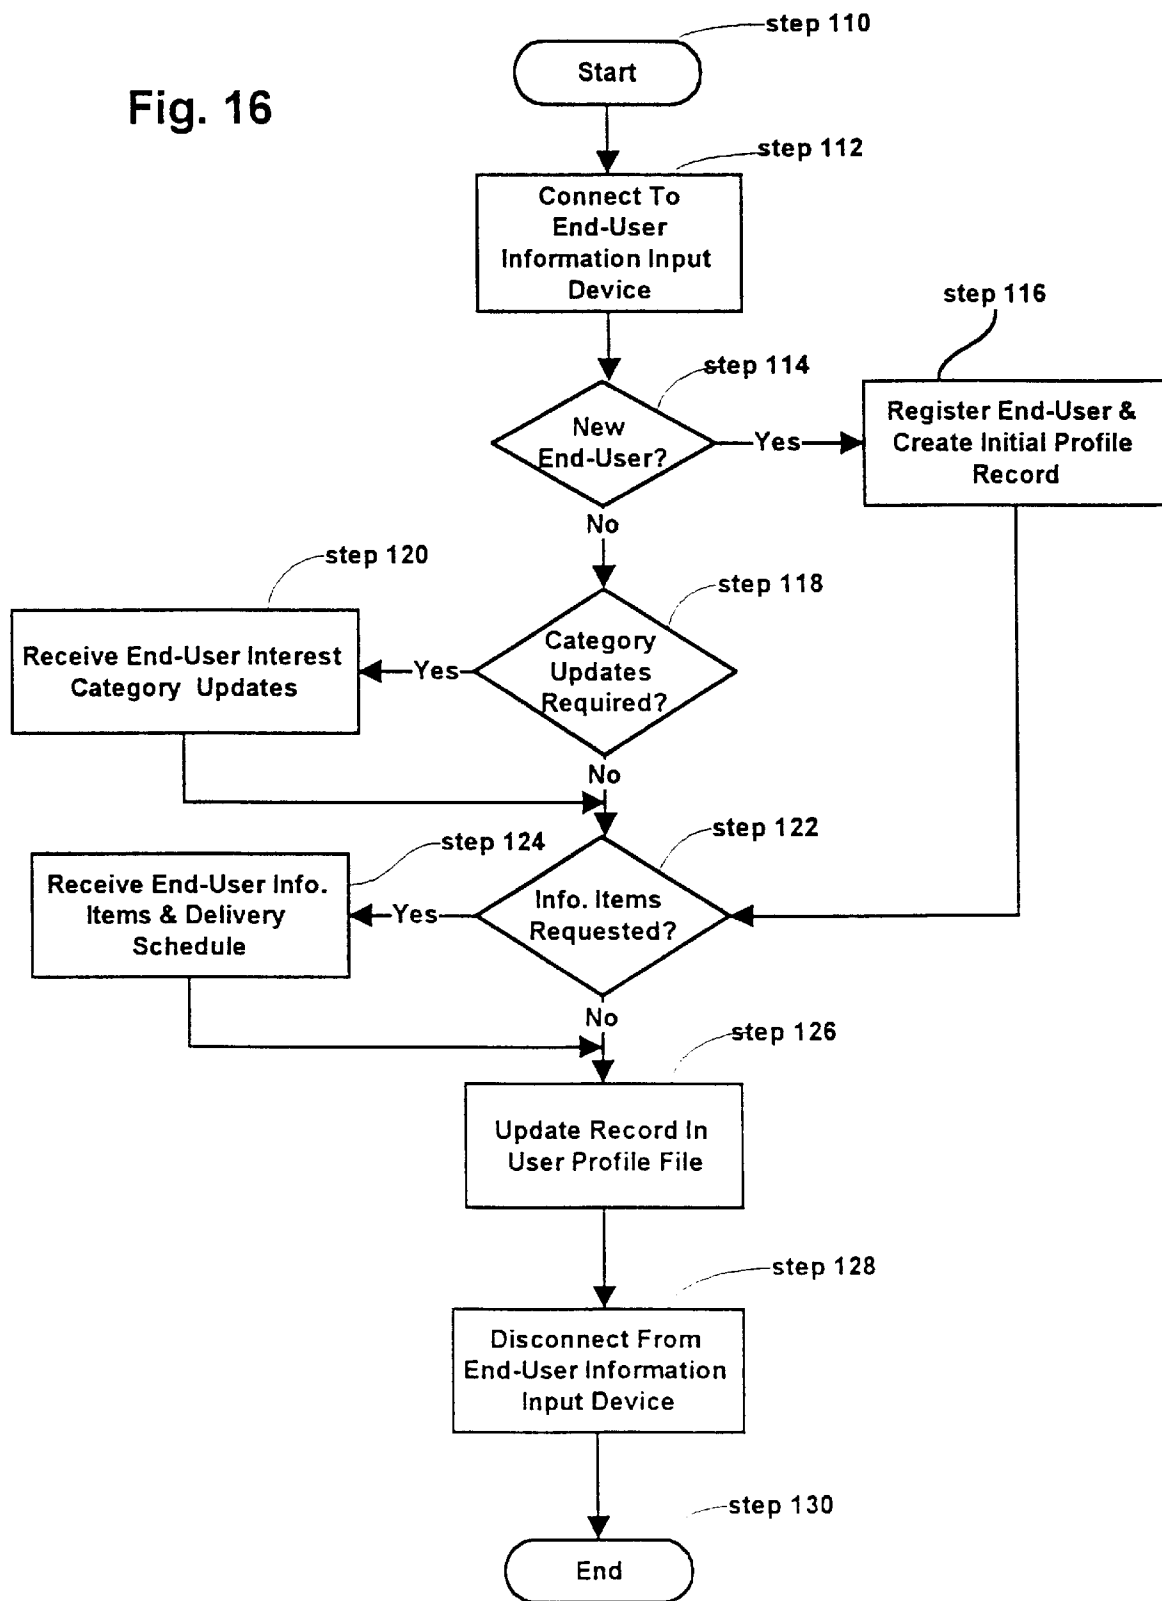 step 110
Start
Fig. 16
step 112
Connect To
End-User
Information Input
Device
step 116
step 114
New
End-User?
Yes
Register End-User &
Create Initial Profile
Record
No
step 120
step 118
Receive End-User Interest
Category Updates
Yes
Category
Updates
Required?
No
step 124
step 122
Receive End-User Info.
Items & Delivery
Schedule
Yes
Info. Items
Requested?
No
step 126
Update Record In
User Profile File
step 128
Disconnect From
End-User Information
Input Device
step 130
End